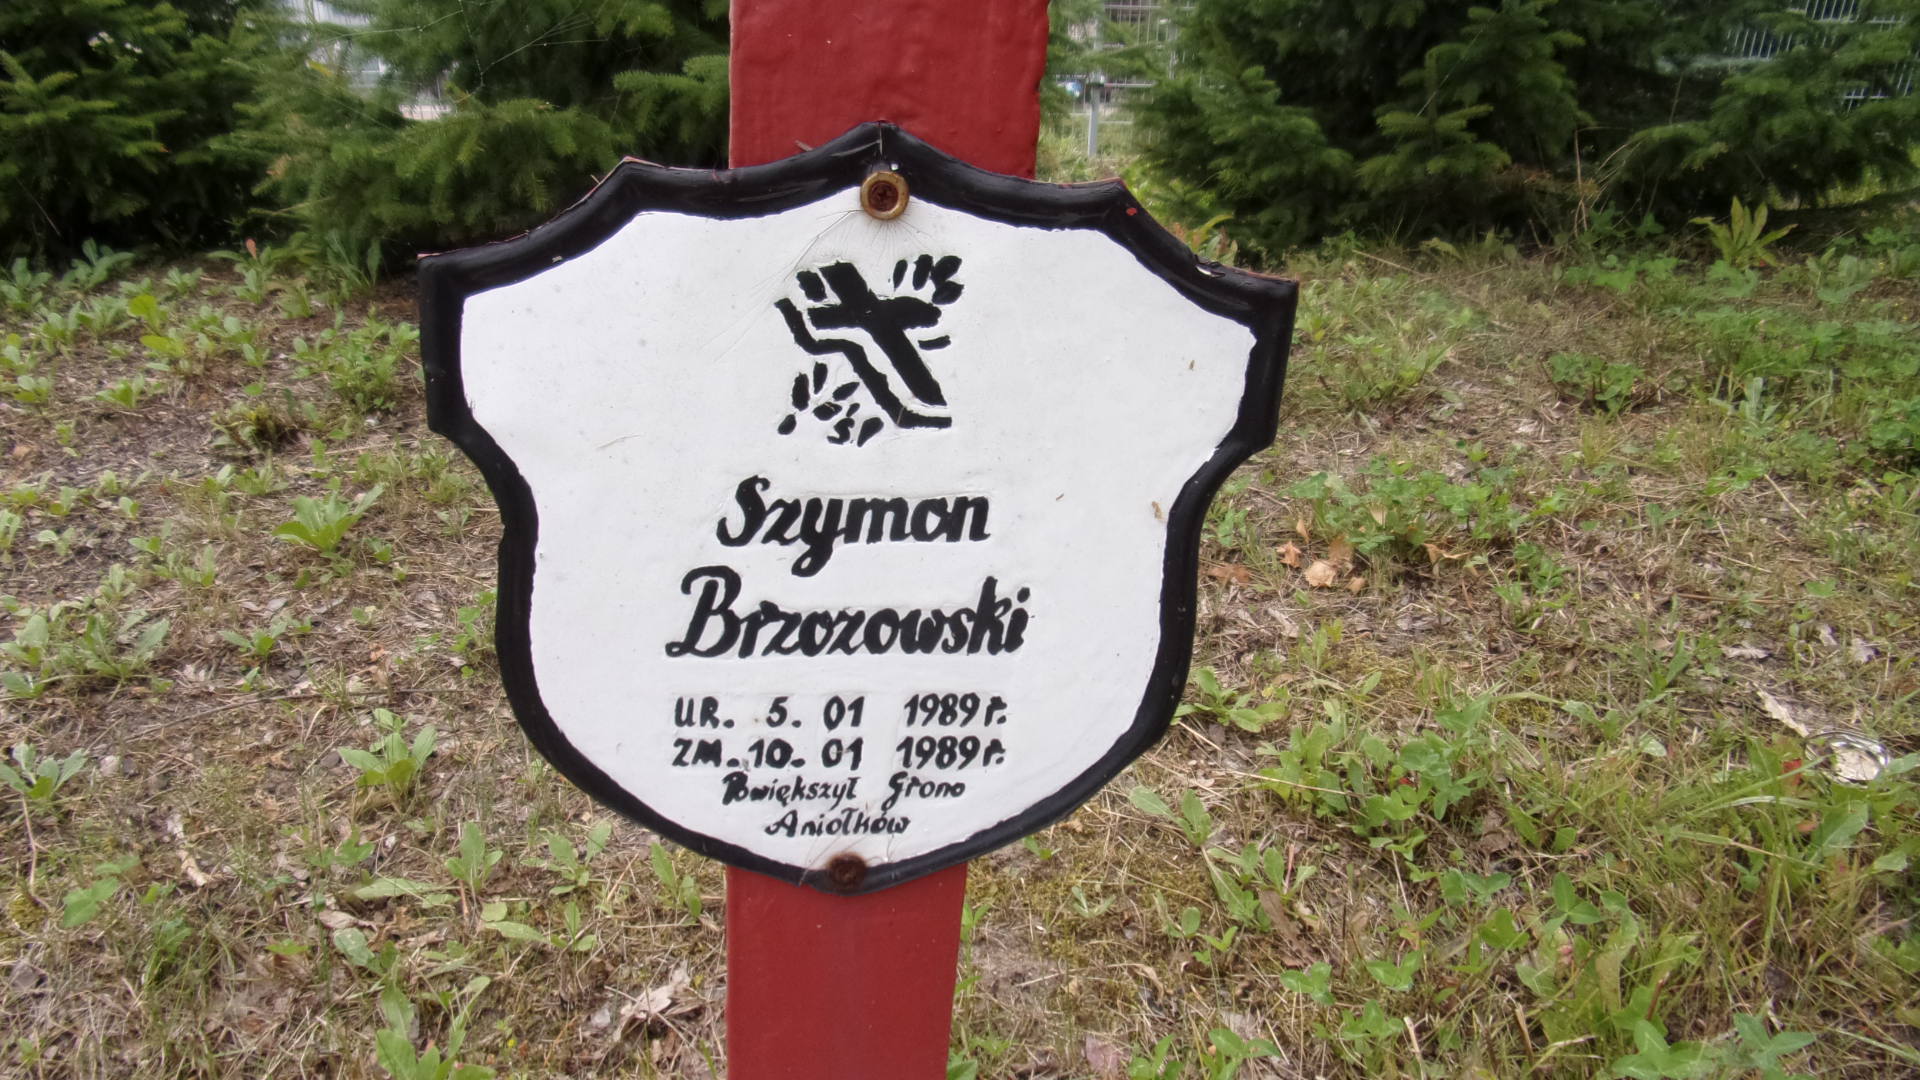 Szymon
Brzozowski
UR. 5. 01 1989 r.
ZM. 10. 01 1989 r.
Powiększył Grono
Aniołków